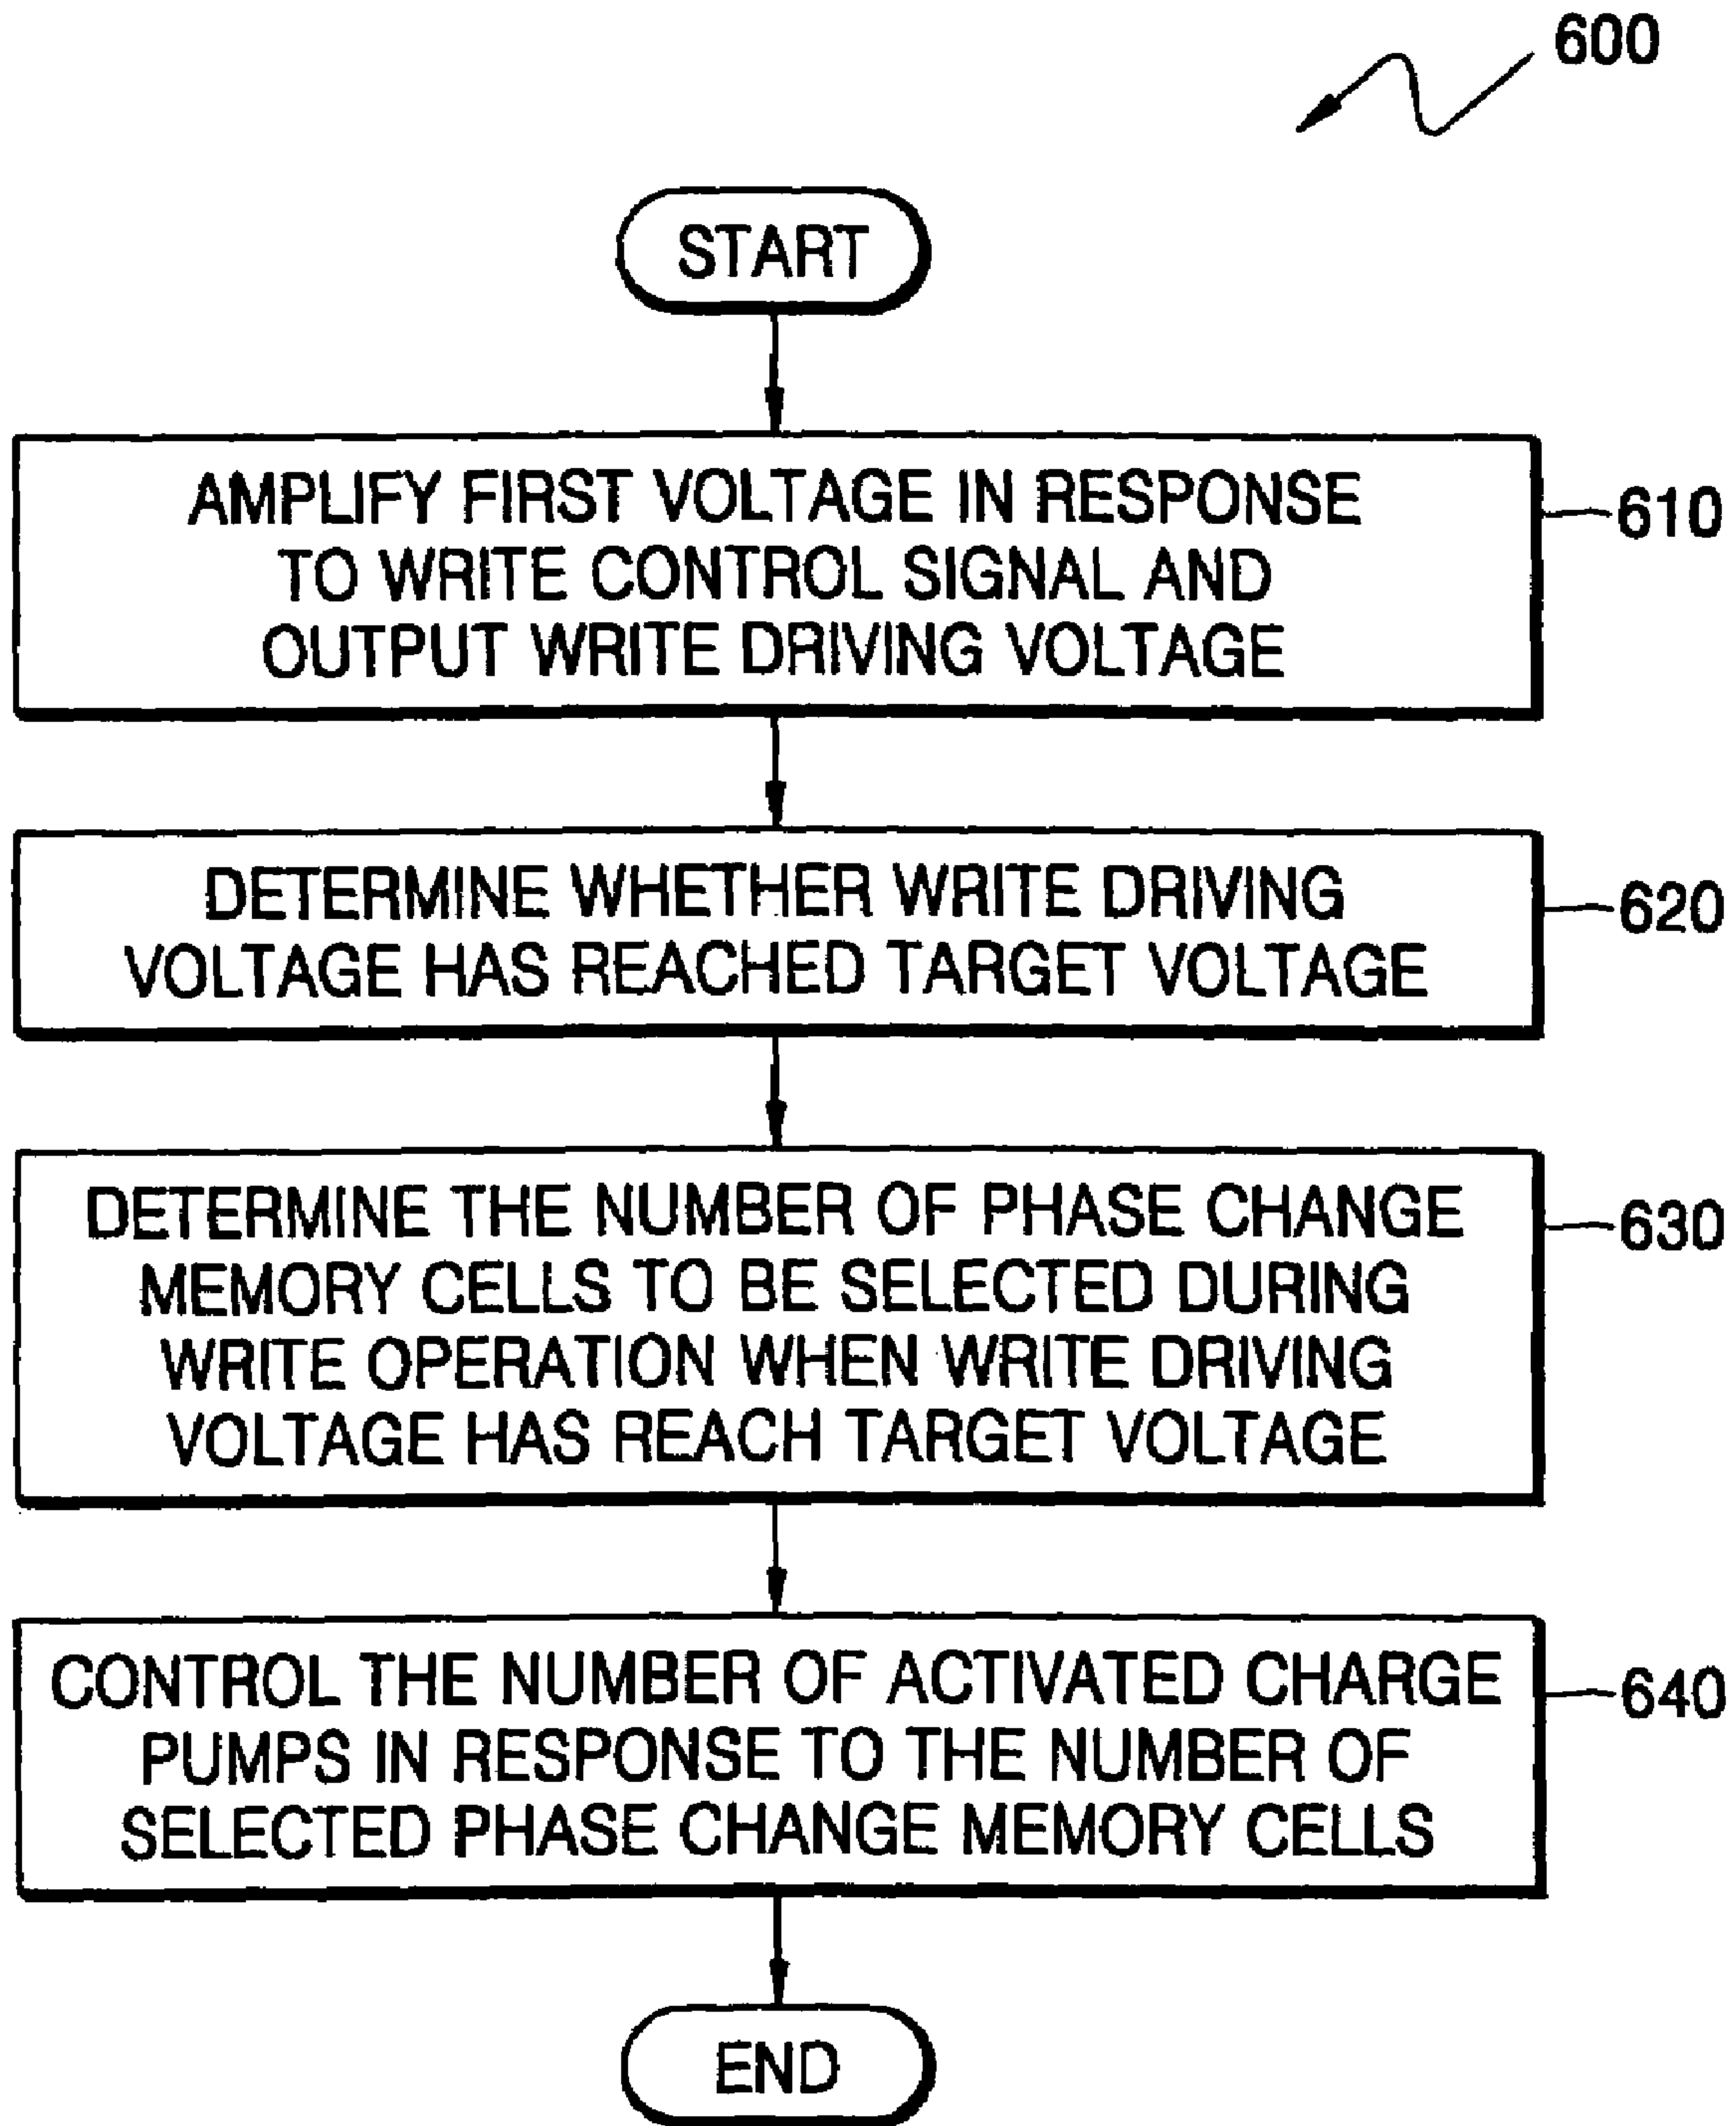 600
START
AMPLIFY FIRST VOLTAGE IN RESPONSE
TO WRITE CONTROL SIGNAL AND
OUTPUT WRITE DRIVING VOLTAGE
610
DETERMINE WHETHER WRITE DRIVING
VOLTAGE HAS REACHED TARGET VOLTAGE
620
DETERMINE THE NUMBER OF PHASE CHANGE
MEMORY CELLS TO BE SELECTED DURING
WRITE OPERATION WHEN WRITE DRIVING
VOLTAGE HAS REACH TARGET VOLTAGE
630
CONTROL THE NUMBER OF ACTIVATED CHARGE
PUMPS IN RESPONSE TO THE NUMBER OF
SELECTED PHASE CHANGE MEMORY CELLS
640
END